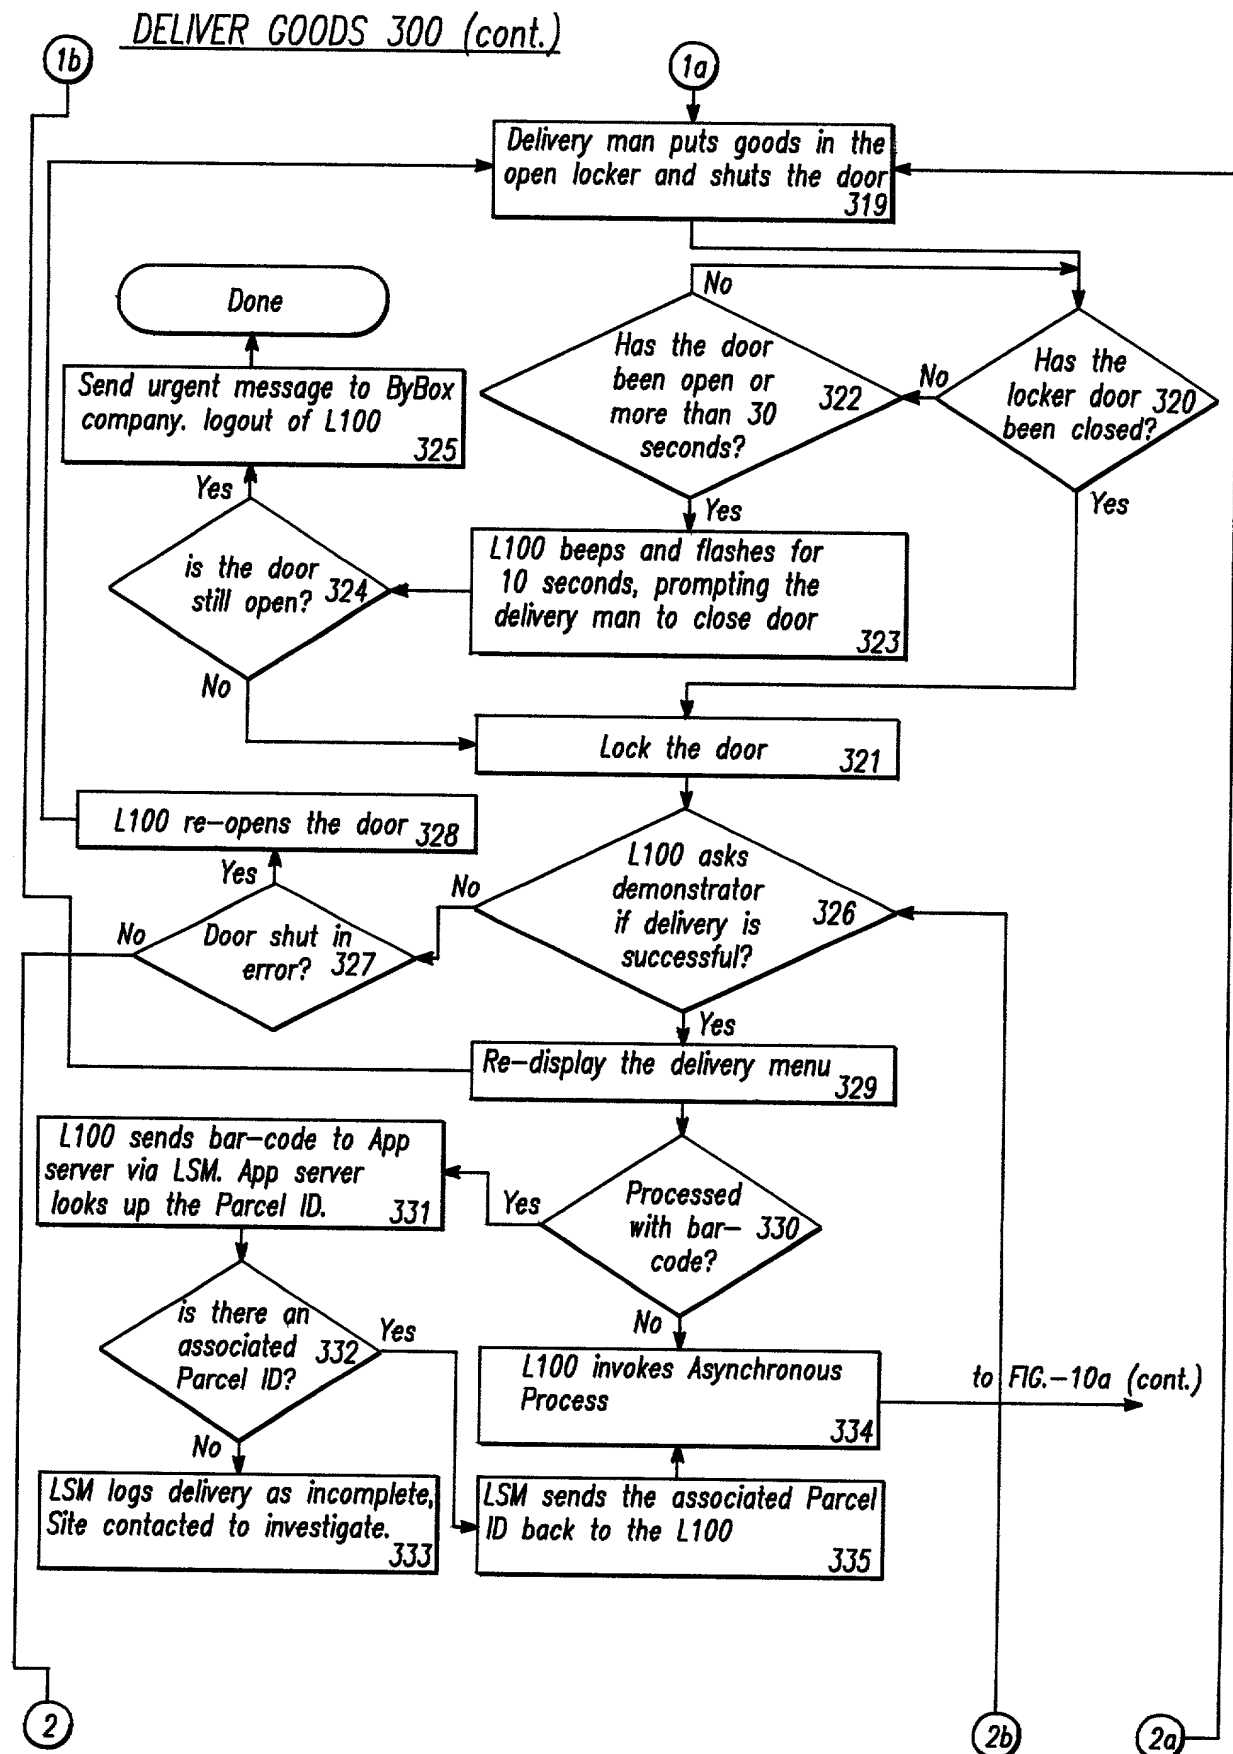 DELIVER GOODS 300 (cont.)
1b
1a
Delivery man puts goods in the
open locker and shuts the door
319
No
Done
Has the door
been open or
more than 30
seconds?
322
No
Has the
locker door
been closed?
320
Send urgent message to ByBox
company. logout of L100
325
Yes
Yes
Yes
L100 beeps and flashes for
10 seconds, prompting the
delivery man to close door
323
is the door
still open?
324
No
Lock the door
321
L100 re-opens the door
328
Yes
No
L100 asks
demonstrator
if delivery is
successful?
326
No
Door shut in
error?
327
Yes
Re-display the delivery menu
329
L100 sends bar-code to App
server via LSM. App server
looks up the Parcel ID.
331
Yes
Processed
with bar-
code?
330
No
is there an
associated
Parcel ID?
332
Yes
L100 invokes Asynchronous
Process
334
to FIG.-10a (cont.)
No
LSM logs delivery as incomplete,
Site contacted to investigate.
333
LSM sends the associated Parcel
ID back to the L100
335
2
2b
2a